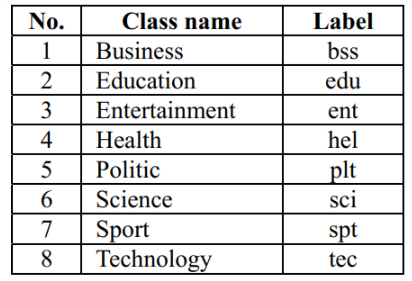 No. Class name Label
1 Business bss
2 Education edu
3 Entertainment ent
4 Health hel
5 Politic plt
6 Science sci
7 Sport spt
8 Technology tec